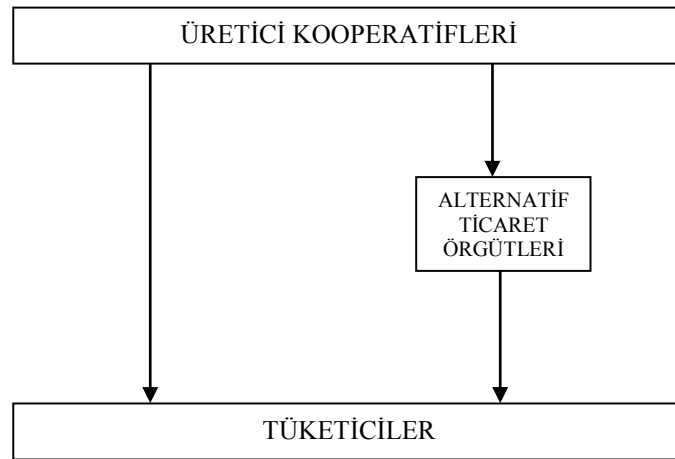 ÜRETİCİ KOOPERATİFLERİ
ALTERNATİF
TİCARET
ÖRGÜTLERİ
TÜKETİCİLER